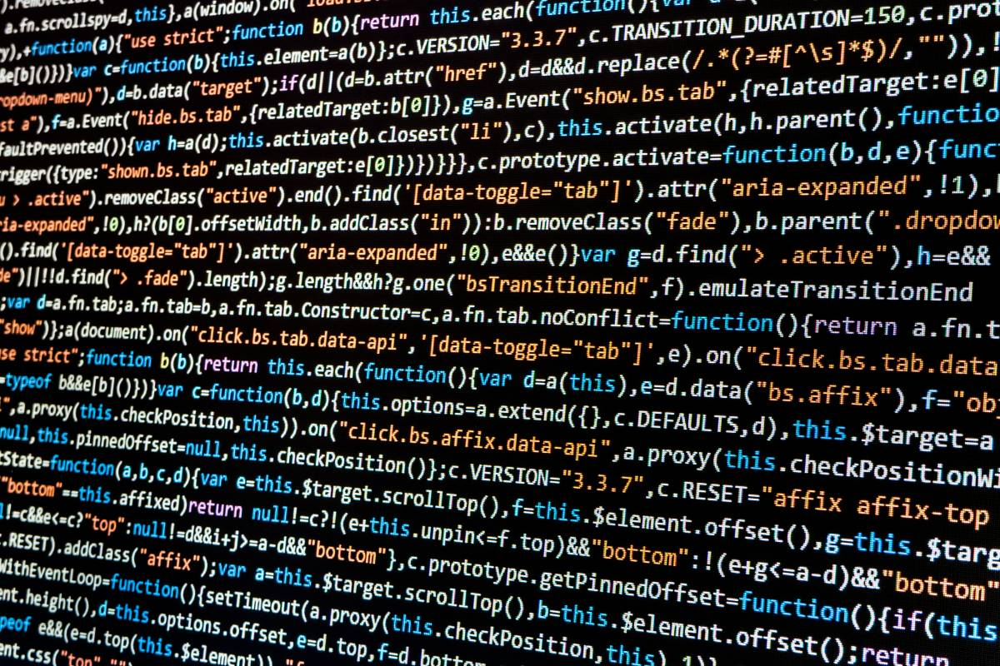 a.fn.scrollspy=d,this},a(window).on(
),+function(a){"use strict";function b(b){return this.each(function(){var
&e[b]()})}var c=function(b){this.element=a(b)};c.VERSION="3.3.7",c.TRANSITION_DURATION=150,c.prot
ropdown-menu)"),d=b.data("target");if(d||(d=b.attr("href"),d=d&&d.replace(/.*(?=#[^\s]*$)/,"")),!
st a"),f=a.Event("hide.bs.tab",{relatedTarget:b[0]}),g=a.Event("show.bs.tab",{relatedTarget:e[0]
faultPrevented()){var h=a(d);this.activate(b.closest("li"),c),this.activate(h,h.parent(),functio
rigger({type:"shown.bs.tab",relatedTarget:e[0]})})}}},c.prototype.activate=function(b,d,e){func
> .active").removeClass("active").end().find('[data-toggle="tab"]').attr("aria-expanded",!1),
ria-expanded",!0),h?(b[0].offsetWidth,b.addClass("in")):b.removeClass("fade"),b.parent(".dropdow
().find('[data-toggle="tab"]').attr("aria-expanded",!0),e&&e()}var g=d.find("> .active"),h=e&&
de")||!!d.find("> .fade").length);g.length&&h?g.one("bsTransitionEnd",f).emulateTransitionEnd
;var d=a.fn.tab;a.fn.tab=b,a.fn.tab.Constructor=c,a.fn.tab.noConflict=function(){return a.fn.t
"show")};a(document).on("click.bs.tab.data-api",'[data-toggle="tab"]',e).on("click.bs.tab.data
use strict";function b(b){return this.each(function(){var d=a(this),e=d.data("bs.affix"),f="ob
=typeof b&&e[b]()})}var c=function(b,d){this.options=a.extend({},c.DEFAULTS,d),this.$target=a
",a.proxy(this.checkPosition,this)).on("click.bs.affix.data-api",a.proxy(this.checkPositionWi
null,this.pinnedOffset=null,this.checkPosition()};c.VERSION="3.3.7",c.RESET="affix affix-top
tState=function(a,b,c,d){var e=this.$target.scrollTop(),f=this.$element.offset(),g=this.$targ
"bottom"==this.affixed)return null!=c?!(e+this.unpin<=f.top)&&"bottom":!(e+g<=a-d)&&"bottom"
l!=c&&e<=c?"top":null!=d&&i+j>=a-d&&"bottom"},c.prototype.getPinnedOffset=function(){if(this
.RESET).addClass("affix");var a=this.$target.scrollTop(),b=this.$element.offset();return
WithEventLoop=function(){setTimeout(a.proxy(this.checkPosition,this),1)}
ent.height(),d=this.options.offset,e=d.top,f=d.bottom
peof e&&(e=d.top(this.$element)),
ent.css("top","")